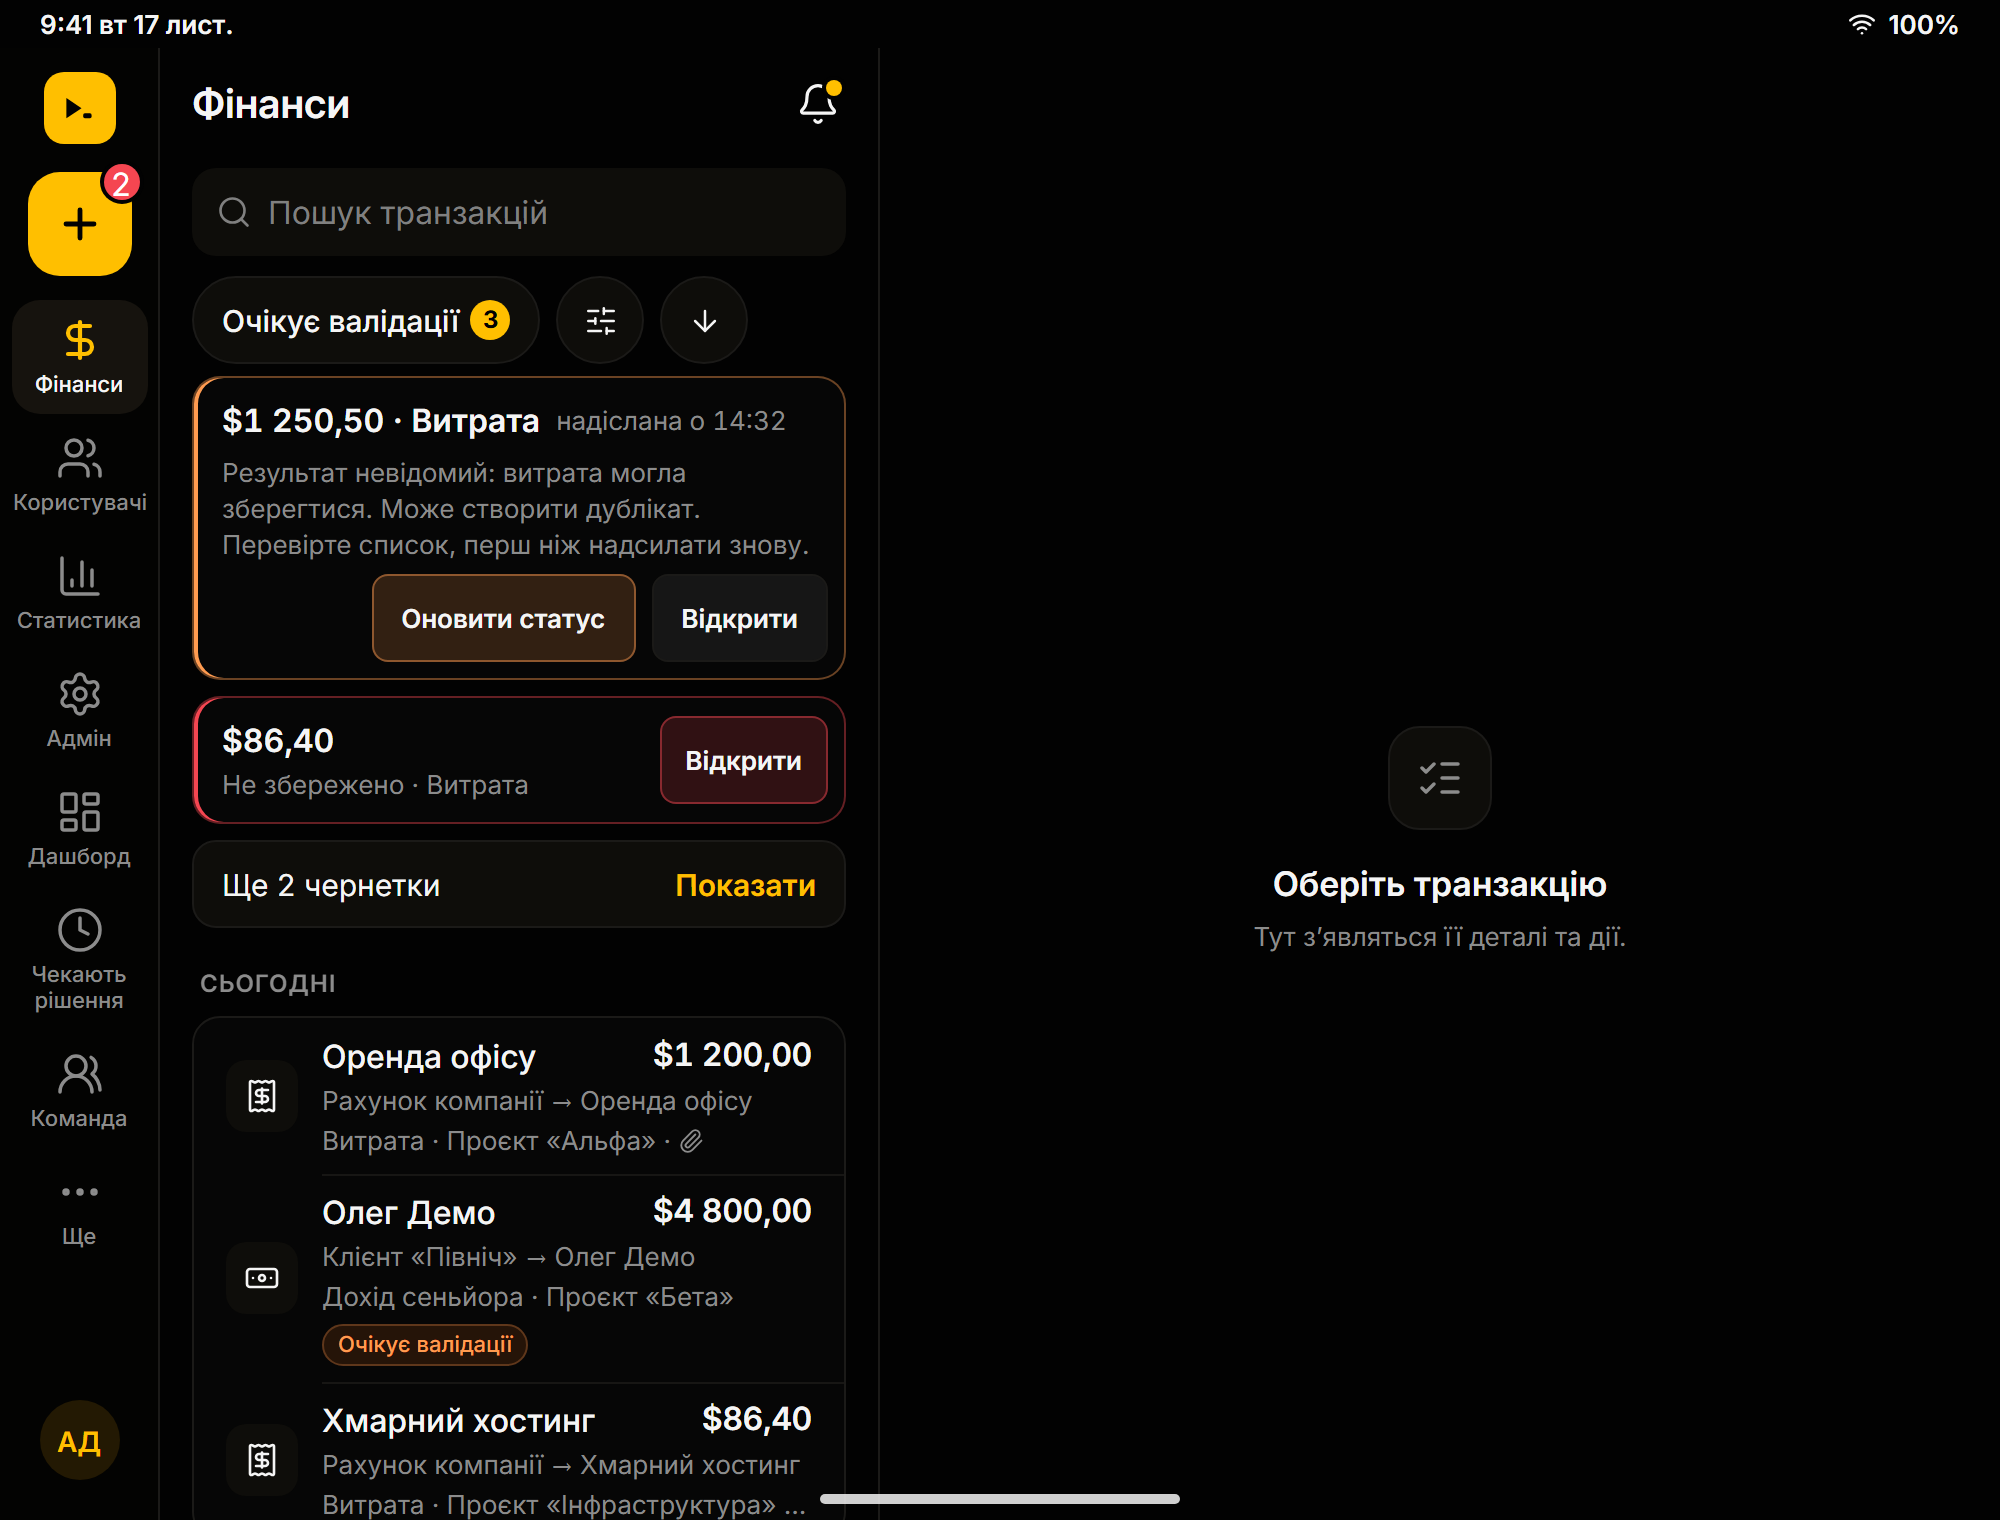 9:41 вт 17 лист.
100%
2
Фінанси
Користувачі
Статистика
Адмін
Дашборд
Чекають
рішення
Команда
Ще
АД
Фінанси
Пошук транзакцій
Очікує валідації 3
$1 250,50 · Витрата надіслана о 14:32
Результат невідомий: витрата могла
зберегтися. Може створити дублікат.
Перевірте список, перш ніж надсилати знову.
Оновити статус
Відкрити
$86,40
Не збережено · Витрата
Відкрити
Ще 2 чернетки
Показати
СЬОГОДНІ
Оренда офісу $1 200,00
Рахунок компанії → Оренда офісу
Витрата · Проєкт «Альфа» ·
Олег Демо $4 800,00
Клієнт «Північ» → Олег Демо
Дохід сеньйора · Проєкт «Бета»
Очікує валідації
Хмарний хостинг $86,40
Рахунок компанії → Хмарний хостинг
Витрата · Проєкт «Інфраструктура» ...
Оберіть транзакцію
Тут з’являться її деталі та дії.